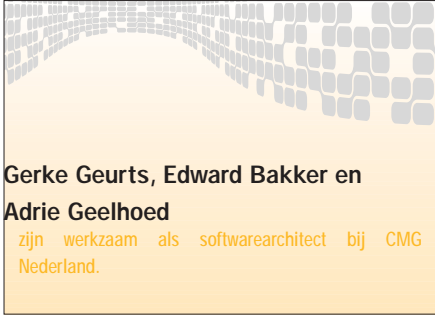 Gerke Geurts, Edward Bakker en
Adrie Geelhoed
zijn werkzaam als softwarearchitect bij CMG
Nederland.